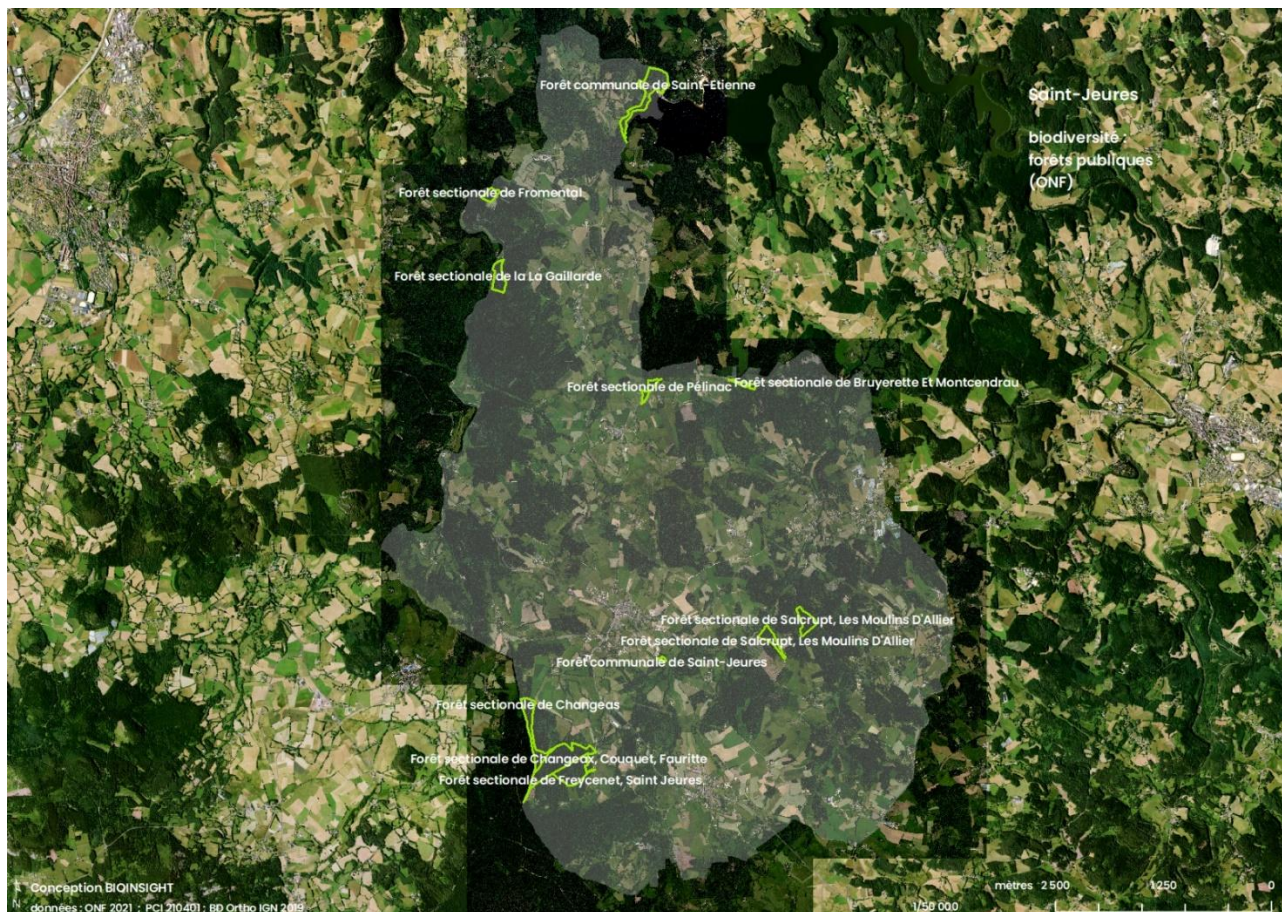 Forêt communale de Saint-Etienne
Saint-Jeures
biodiversité :
forêts publiques
(ONF)
Forêt sectionale de Fromental
Forêt sectionale de la La Gaillarde
Forêt sectionale de Pélinac
Forêt sectionale de Bruyerette Et Montcendrau
Forêt sectionale de Salcrupt, Les Moulins D'Allier
Forêt sectionale de Salcrupt, Les Moulins D'Allier
Forêt communale de Saint-Jeures
Forêt sectionale de Changeas
Forêt sectionale de Changeax, Couquet, Fauritte
Forêt sectionale de Freycenet, Saint Jeures
Conception BIOINSIGHT
données : ONF 2021 ; PCI 210401 ; BD Ortho IGN 2019
N
mètres 2 500 1 250 0
1/50 000